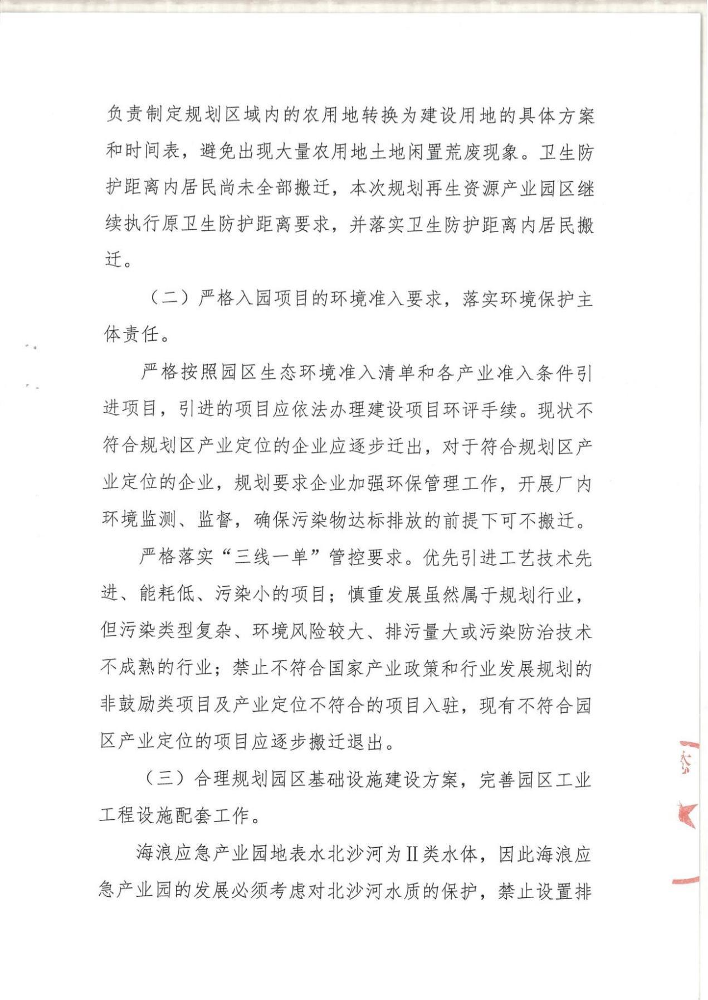 负责制定规划区域内的农用地转换为建设用地的具体方案
和时间表，避免出现大量农用地土地闲置荒废现象。卫生防
护距离内居民尚未全部搬迁，本次规划再生资源产业园区继
续执行原卫生防护距离要求，并落实卫生防护距离内居民搬
迁。
（二）严格入园项目的环境准入要求，落实环境保护主
体责任。
严格按照园区生态环境准入清单和各产业准入条件引
进项目，引进的项目应依法办理建设项目环评手续。现状不
符合规划区产业定位的企业应逐步迁出，对于符合规划区产
业定位的企业，规划要求企业加强环保管理工作，开展厂内
环境监测、监督，确保污染物达标排放的前提下可不搬迁。
严格落实“三线一单”管控要求。优先引进工艺技术先
进、能耗低、污染小的项目；慎重发展虽然属于规划行业，
但污染类型复杂、环境风险较大、排污量大或污染防治技术
不成熟的行业；禁止不符合国家产业政策和行业发展规划的
非鼓励类项目及产业定位不符合的项目入驻，现有不符合园
区产业定位的项目应逐步搬迁退出。
（三）合理规划园区基础设施建设方案，完善园区工业
工程设施配套工作。
海浪应急产业园地表水北沙河为Ⅱ类水体，因此海浪应
急产业园的发展必须考虑对北沙河水质的保护，禁止设置排